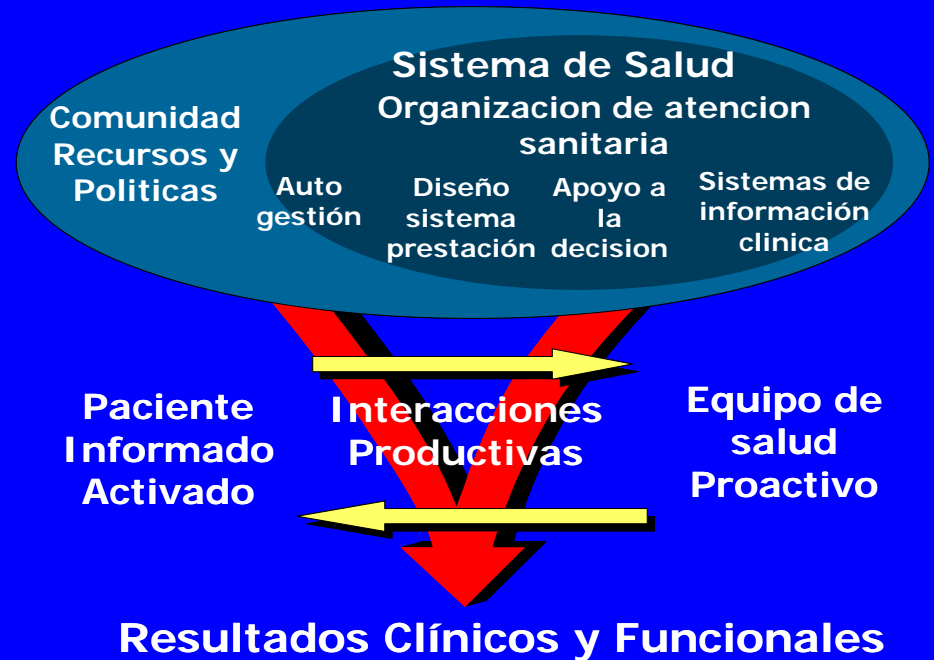 Sistema de Salud
Organizacion de atencion
sanitaria
Comunidad
Recursos y
Politicas
Auto
gestión
Diseño
sistema
prestación
Apoyo a
la
decision
Sistemas de
información
clinica
Paciente
Informado
Activado
Interacciones
Productivas
Equipo de
salud
Proactivo
Resultados Clínicos y Funcionales